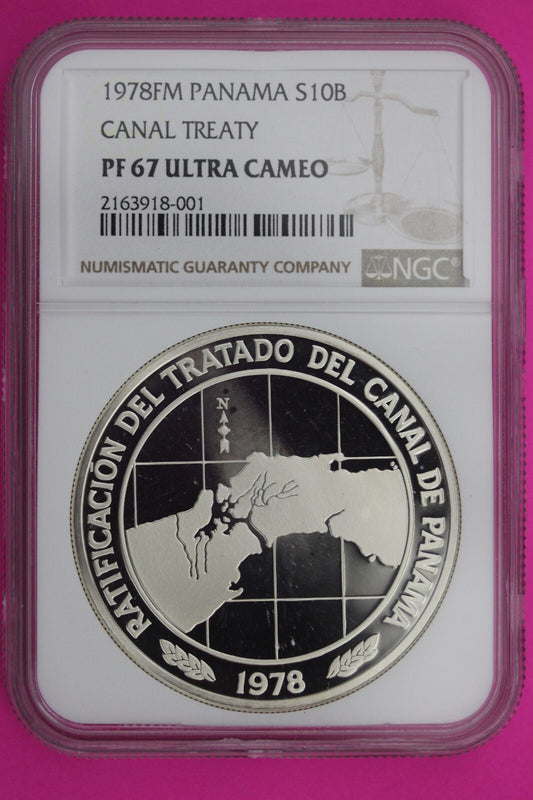 1978FM PANAMA S10B
CANAL TREATY
PF 67 ULTRA CAMEO
2163918-001
NUMISMATIC GUARANTY COMPANY
NGC®
RATIFICACIÓN DEL TRATADO DEL CANAL DE PANAMA
N
1978